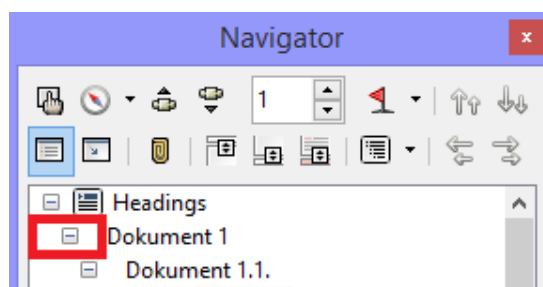 Navigator
x
1
Headings
Dokument 1
Dokument 1.1.